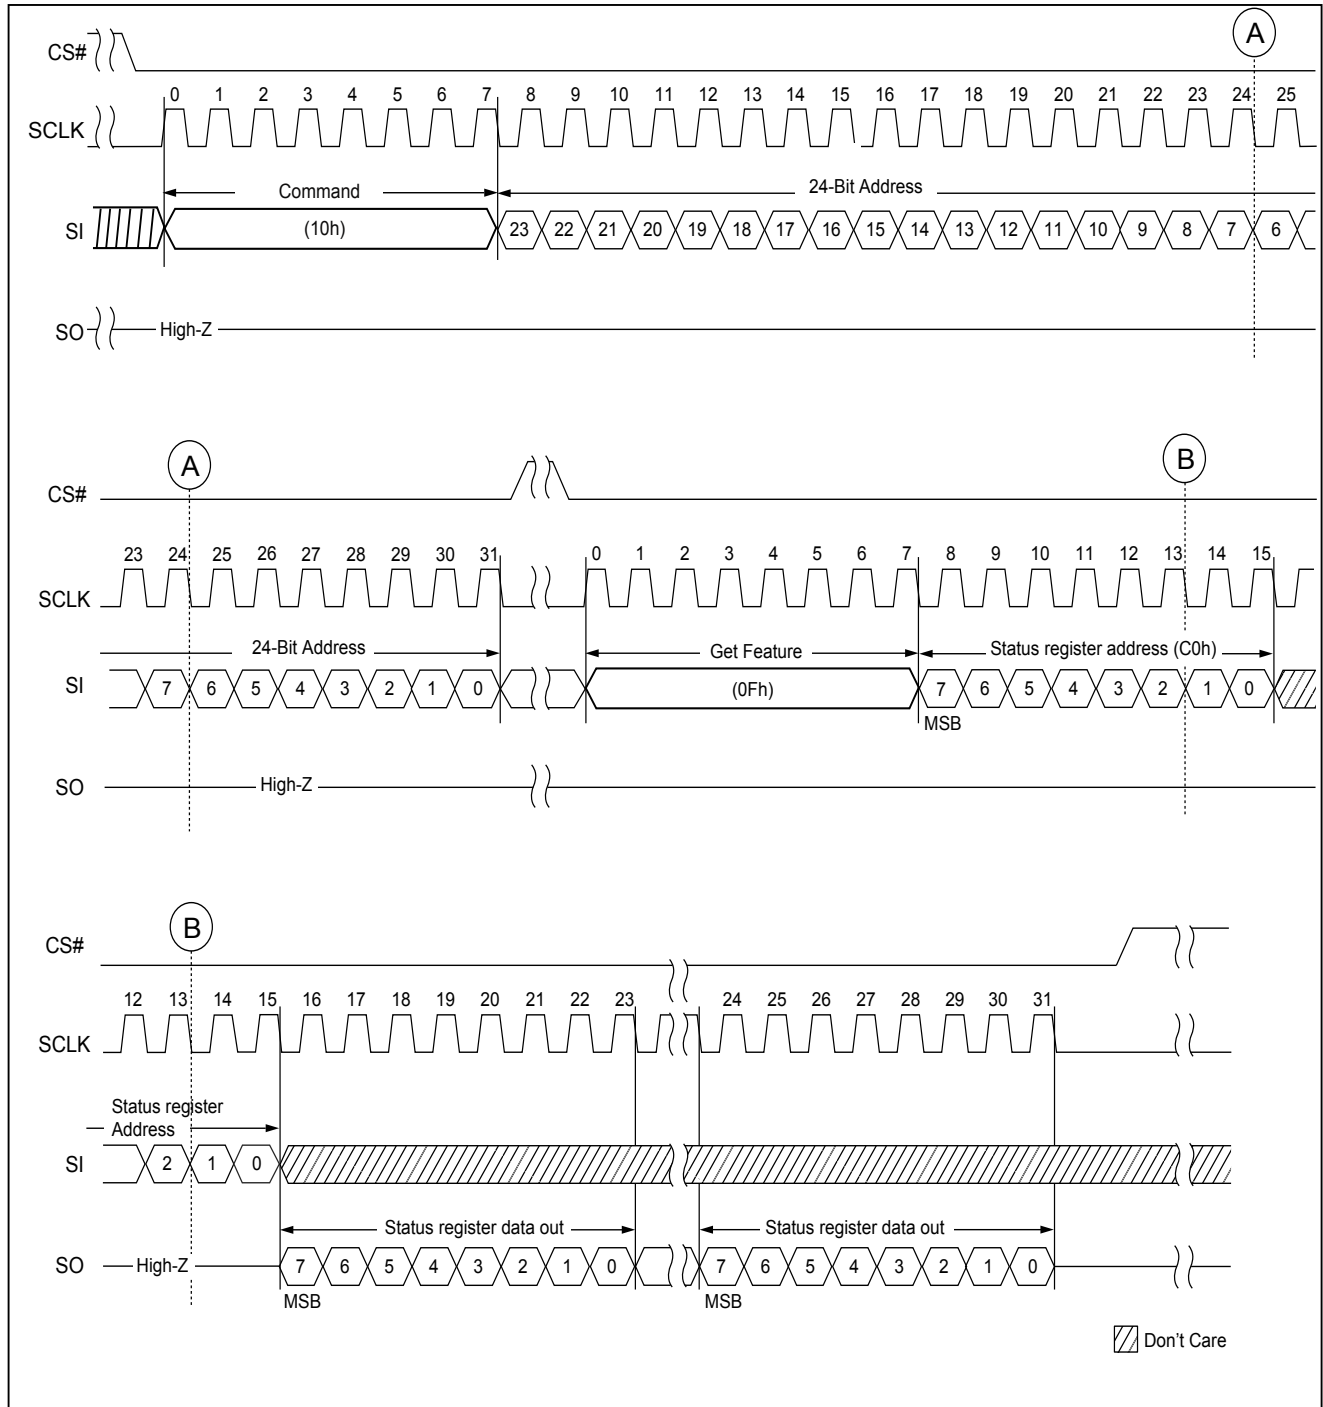 A
CS#
0 1 2 3 4 5 6 7 8 9 10 11 12 13 14 15 16 17 18 19 20 21 22 23 24 25
SCLK
Command 24-Bit Address
SI (10h) 23 22 21 20 19 18 17 16 15 14 13 12 11 10 9 8 7 6
SO High-Z
A B
CS#
23 24 25 26 27 28 29 30 31 0 1 2 3 4 5 6 7 8 9 10 11 12 13 14 15
SCLK
24-Bit Address Get Feature Status register address (C0h)
SI 7 6 5 4 3 2 1 0 (0Fh) 7 6 5 4 3 2 1 0
MSB
SO High-Z
B
CS#
12 13 14 15 16 17 18 19 20 21 22 23 24 25 26 27 28 29 30 31
SCLK
Status register
Address
SI 2 1 0
Status register data out Status register data out
SO High-Z 7 6 5 4 3 2 1 0 7 6 5 4 3 2 1 0
MSB MSB
Don't Care